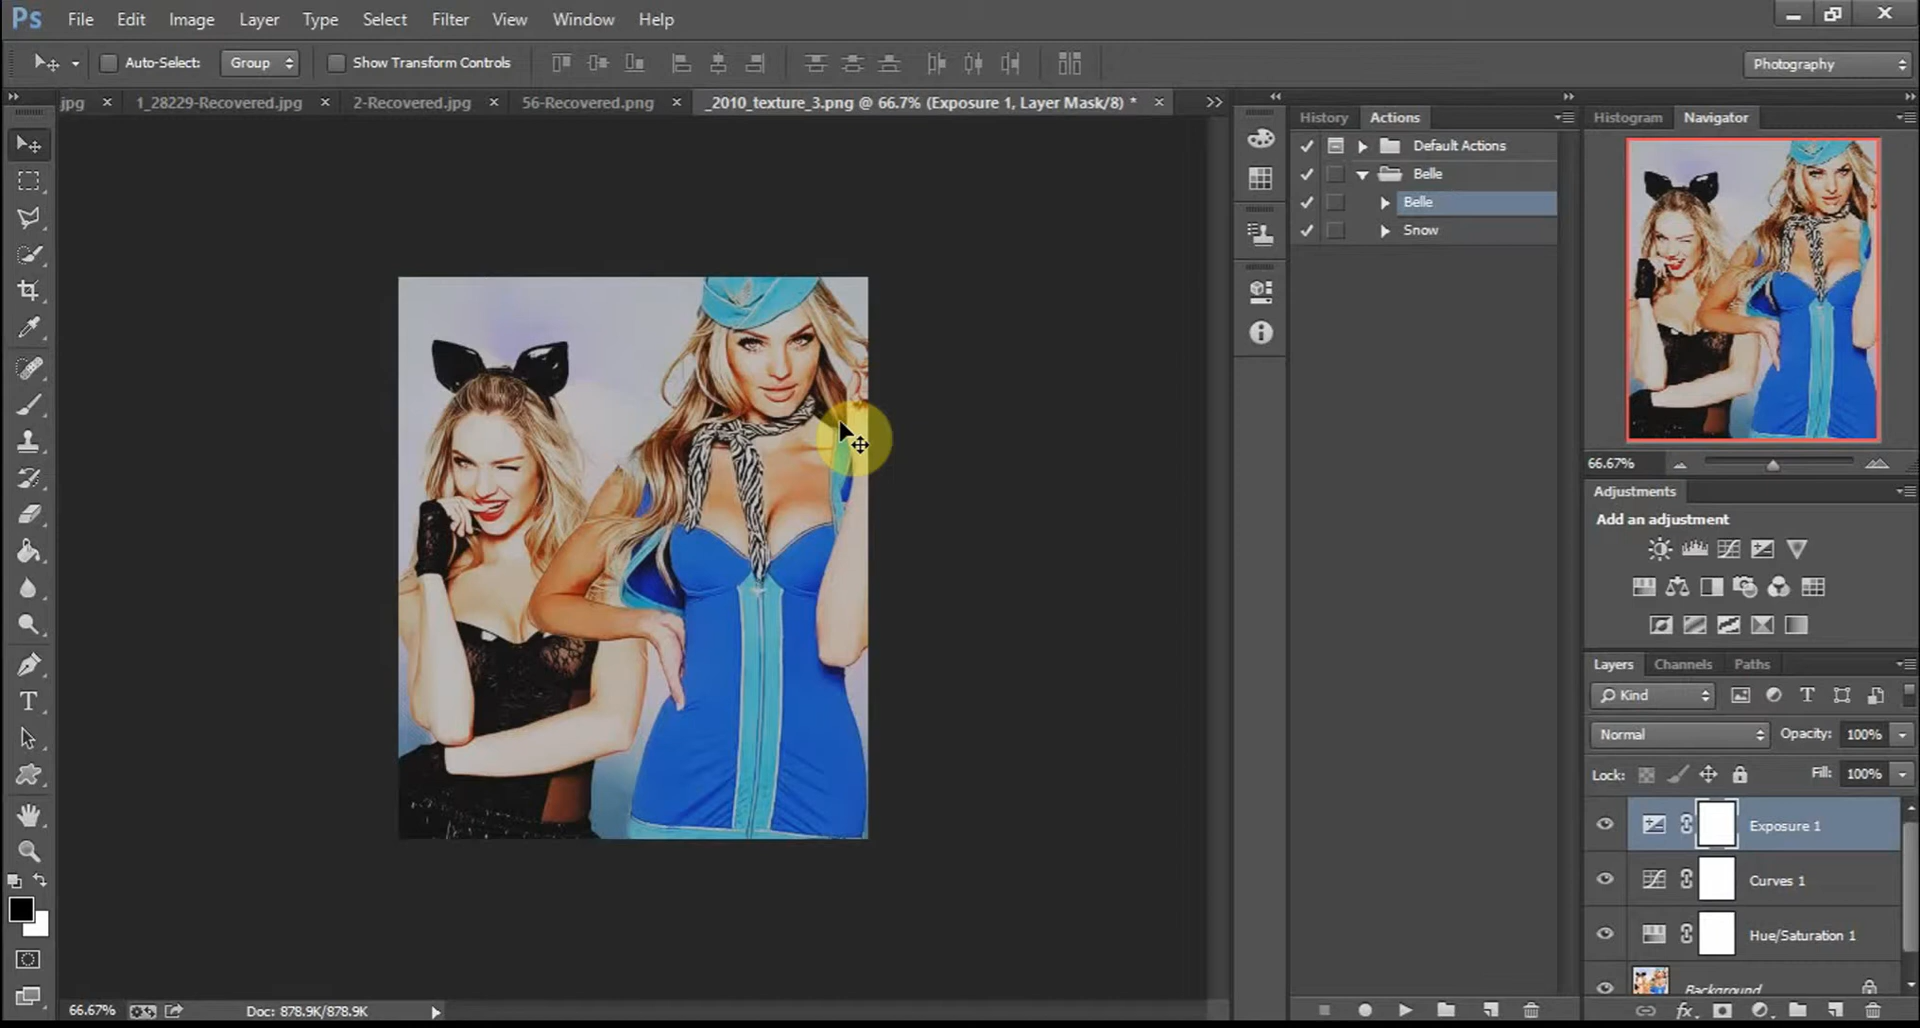 Ps File Edit Image Layer Type Select Filter View Window Help
Auto-Select: Group Show Transform Controls Photography
jpg × 1_28229-Recovered.jpg × 2-Recovered.jpg × 56-Recovered.png × _2010_texture_3.png @ 66.7% (Exposure 1, Layer Mask/8) * ×
History Actions
Default Actions
Belle
Belle
Snow
Histogram Navigator
66.67%
Adjustments
Add an adjustment
Layers Channels Paths
Kind
Normal Opacity: 100%
Lock: Fill: 100%
Exposure 1
Curves 1
Hue/Saturation 1
Background
fx
66.67% Doc: 878.9K/878.9K